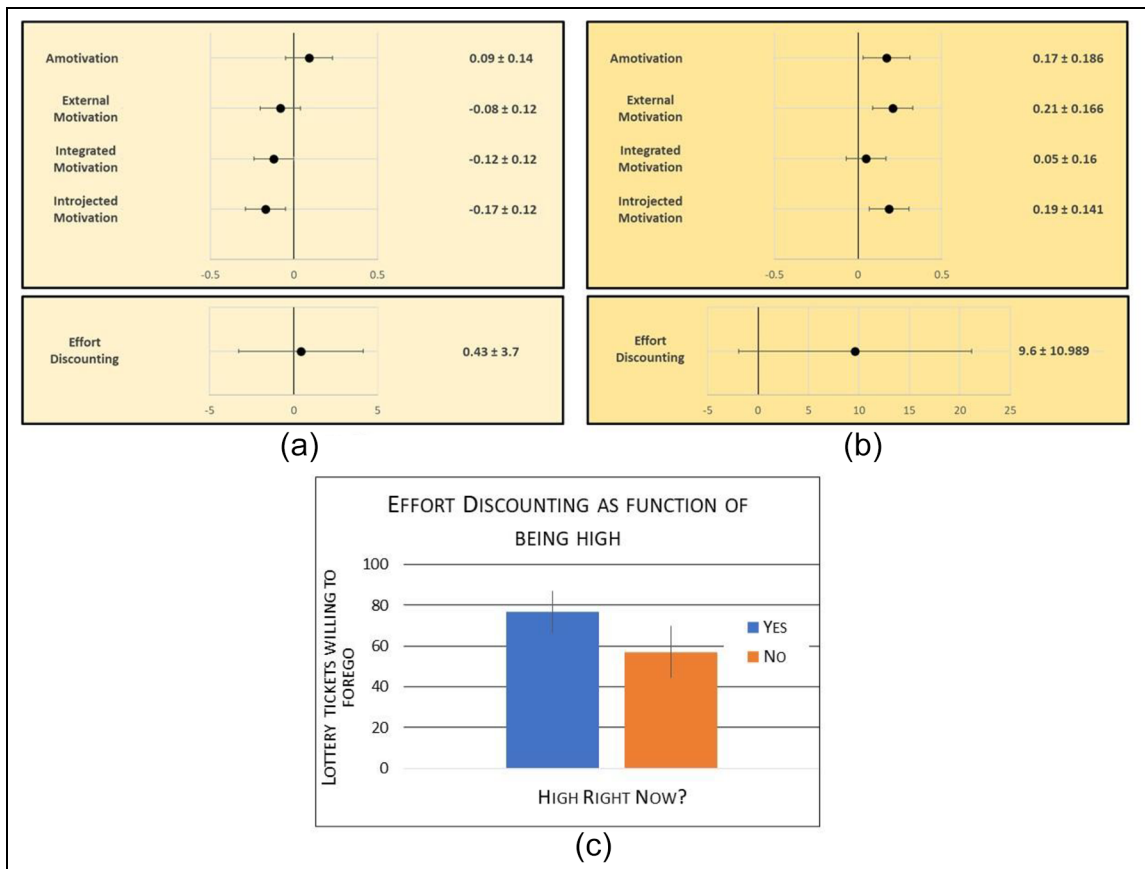 Amotivation
0.09 ± 0.14
External
Motivation
-0.08 ± 0.12
Integrated
Motivation
-0.12 ± 0.12
Introjected
Motivation
-0.17 ± 0.12
-0.5 0 0.5
Effort
Discounting
0.43 ± 3.7
-5 0 5
(a)
Amotivation
0.17 ± 0.186
External
Motivation
0.21 ± 0.166
Integrated
Motivation
0.05 ± 0.16
Introjected
Motivation
0.19 ± 0.141
-0.5 0 0.5
Effort
Discounting
9.6 ± 10.989
-5 0 5 10 15 20 25
(b)
EFFORT DISCOUNTING AS FUNCTION OF
BEING HIGH
LOTTERY TICKETS WILLING TO
FOREGO
100
80
60
40
20
0
YES
NO
HIGH RIGHT NOW?
(c)